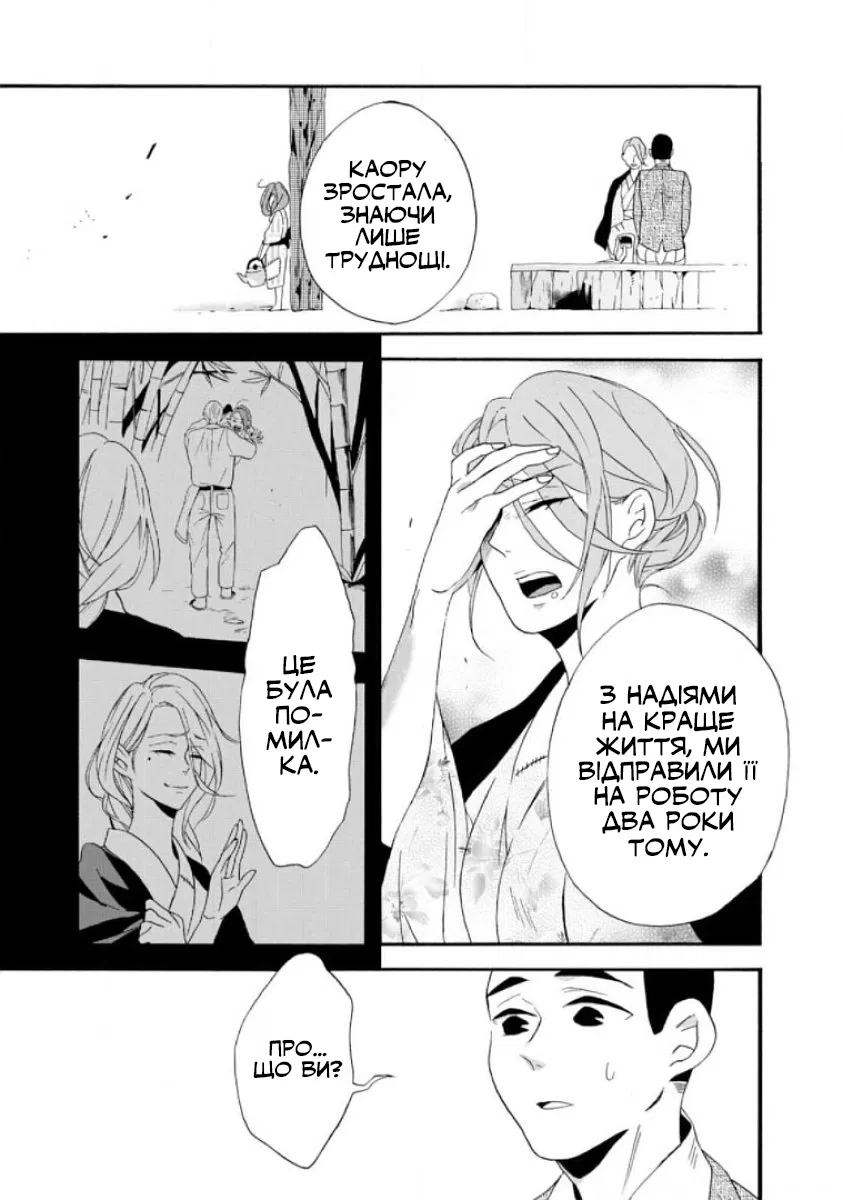 КАОРУ
ЗРОСТАЛА,
ЗНАЮЧИ
ЛИШЕ
ТРУДНОЩІ.
З НАДІЯМИ
НА КРАЩЕ
ЖИТТЯ, МИ
ВІДПРАВИЛИ ЇЇ
НА РОБОТУ
ДВА РОКИ
ТОМУ.
ЦЕ
БУЛА
ПО-
МИЛ-
КА.
ПРО...
ЩО ВИ?